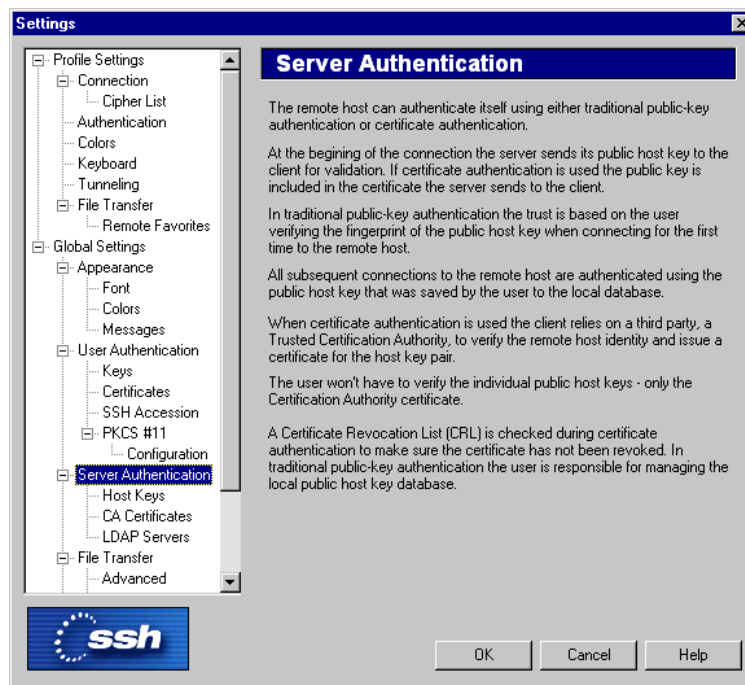 Settings
Profile Settings
Connection
Cipher List
Authentication
Colors
Keyboard
Tunneling
File Transfer
Remote Favorites
Global Settings
Appearance
Font
Colors
Messages
User Authentication
Keys
Certificates
SSH Accession
PKCS #11
Configuration
Server Authentication
Host Keys
CA Certificates
LDAP Servers
File Transfer
Advanced
ssh
Server Authentication
The remote host can authenticate itself using either traditional public-key
authentication or certificate authentication.
At the begining of the connection the server sends its public host key to the
client for validation. If certificate authentication is used the public key is
included in the certificate the server sends to the client.
In traditional public-key authentication the trust is based on the user
verifying the fingerprint of the public host key when connecting for the first
time to the remote host.
All subsequent connections to the remote host are authenticated using the
public host key that was saved by the user to the local database.
When certificate authentication is used the client relies on a third party, a
Trusted Certification Authority, to verify the remote host identity and issue a
certificate for the host key pair.
The user won't have to verify the individual public host keys - only the
Certification Authority certificate.
A Certificate Revocation List (CRL) is checked during certificate
authentication to make sure the certificate has not been revoked. In
traditional public-key authentication the user is responsible for managing the
local public host key database.
OK
Cancel
Help